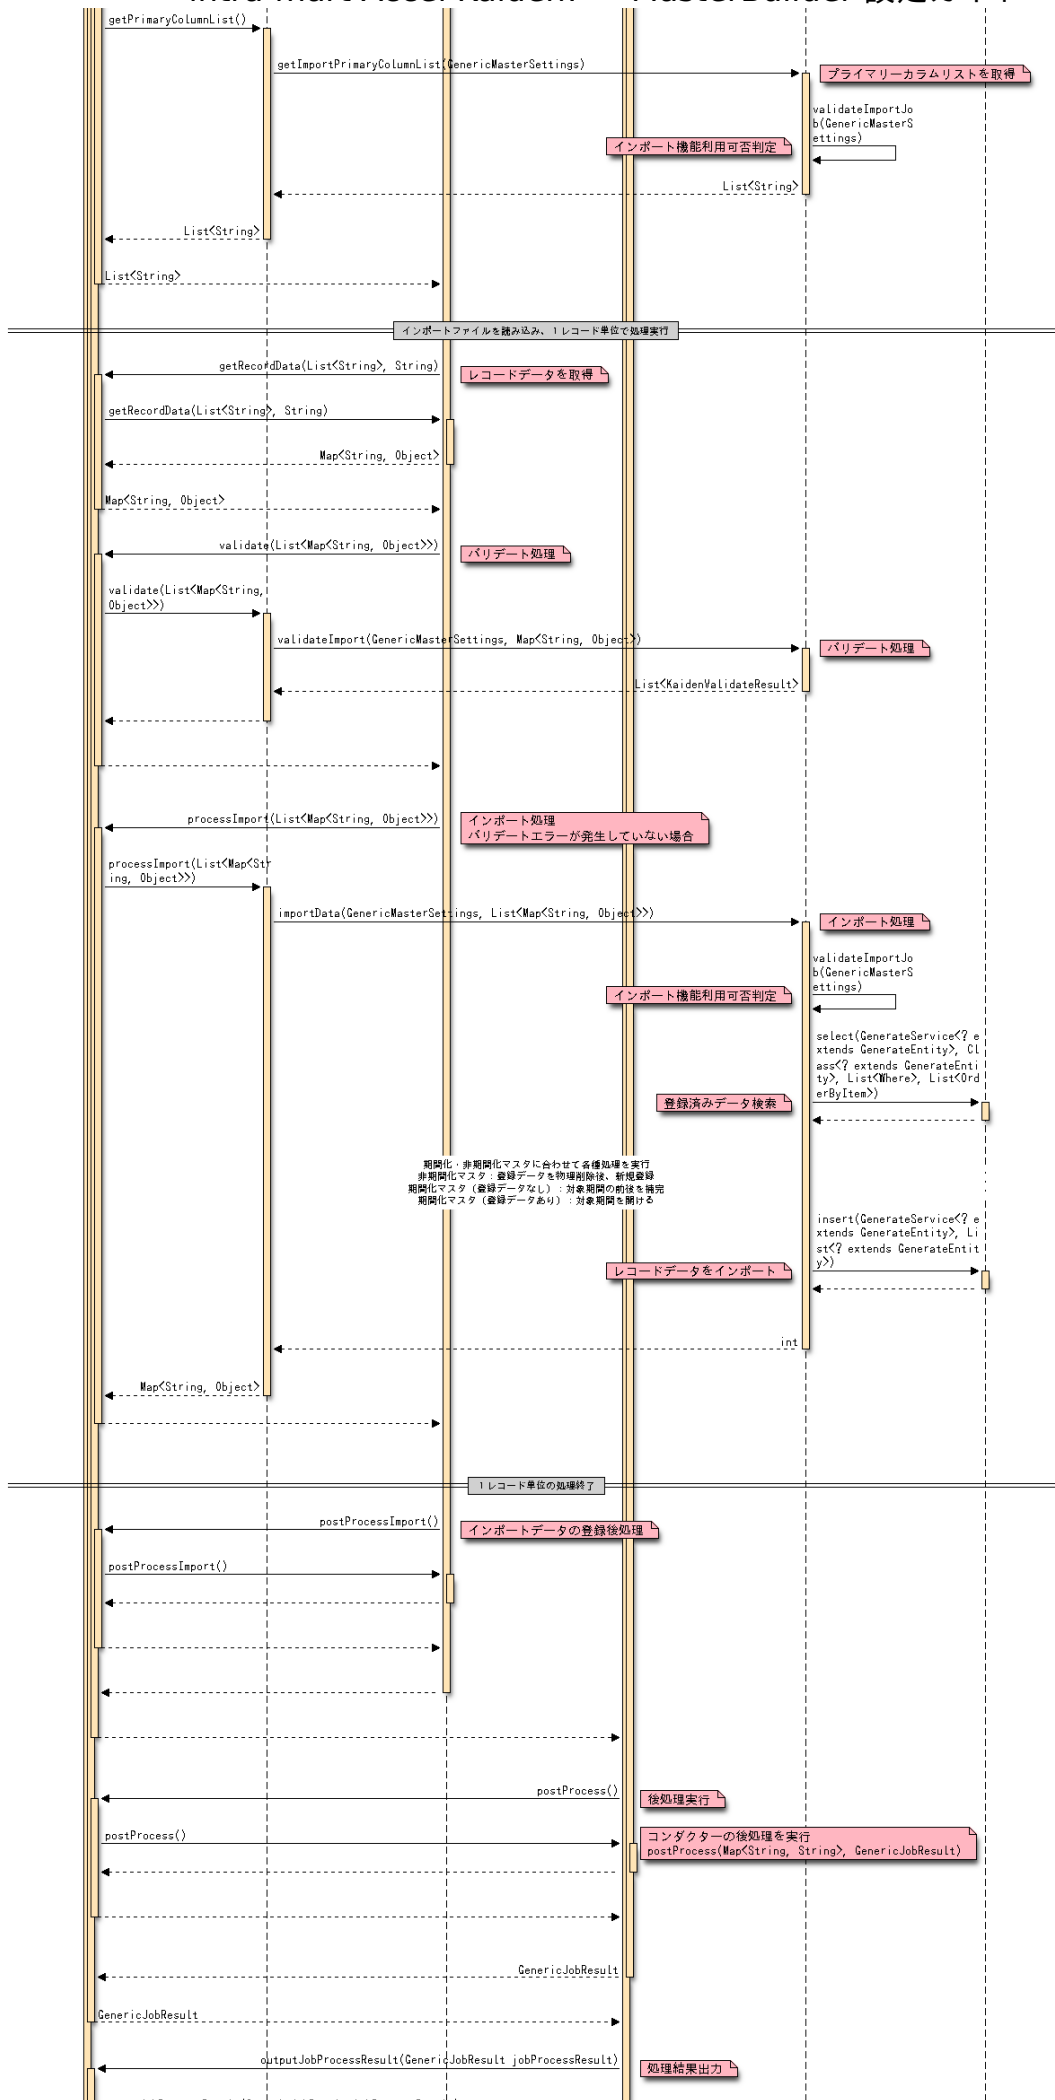 getPrimaryColumnList()
getImportPrimaryColumnList(GenericMasterSettings)
プライマリーカラムリストを取得
validateImportJo
b(GenericMasterS
ettings)
インポート機能利用可否判定
List<String>
List<String>
List<String>
インポートファイルを読み込み、1レコード単位で処理実行
getRecordData(List<String>, String)
レコードデータを取得
getRecordData(List<String>, String)
Map<String, Object>
Map<String, Object>
validate(List<Map<String, Object>>)
バリデート処理
validate(List<Map<String,
Object>>)
validateImport(GenericMasterSettings, Map<String, Object>)
バリデート処理
List<KaidenValidateResult>
processImport(List<Map<String, Object>>)
インポート処理
バリデートエラーが発生していない場合
processImport(List<Map<Str
ing, Object>>)
importData(GenericMasterSettings, List<Map<String, Object>>)
インポート処理
validateImportJo
b(GenericMasterS
ettings)
インポート機能利用可否判定
select(GenerateService<? e
xtends GenerateEntity>, Cl
ass<? extends GenerateEnti
ty>, List<Where>, List<Ord
erByItem>)
登録済みデータ検索
期間化・非期間化マスタに合わせて各種処理を実行
非期間化マスタ：登録データを物理削除後、新規登録
期間化マスタ（登録データなし）：対象期間の前後を補完
期間化マスタ（登録データあり）：対象期間を開ける
insert(GenerateService<? e
xtends GenerateEntity>, Li
st<? extends GenerateEntit
y>)
レコードデータをインポート
int
Map<String, Object>
1レコード単位の処理終了
postProcessImport()
インポートデータの登録後処理
postProcessImport()
postProcess()
後処理実行
postProcess()
コンダクターの後処理を実行
postProcess(Map<String, String>, GenericJobResult)
GenericJobResult
GenericJobResult
outputJobProcessResult(GenericJobResult jobProcessResult)
処理結果出力